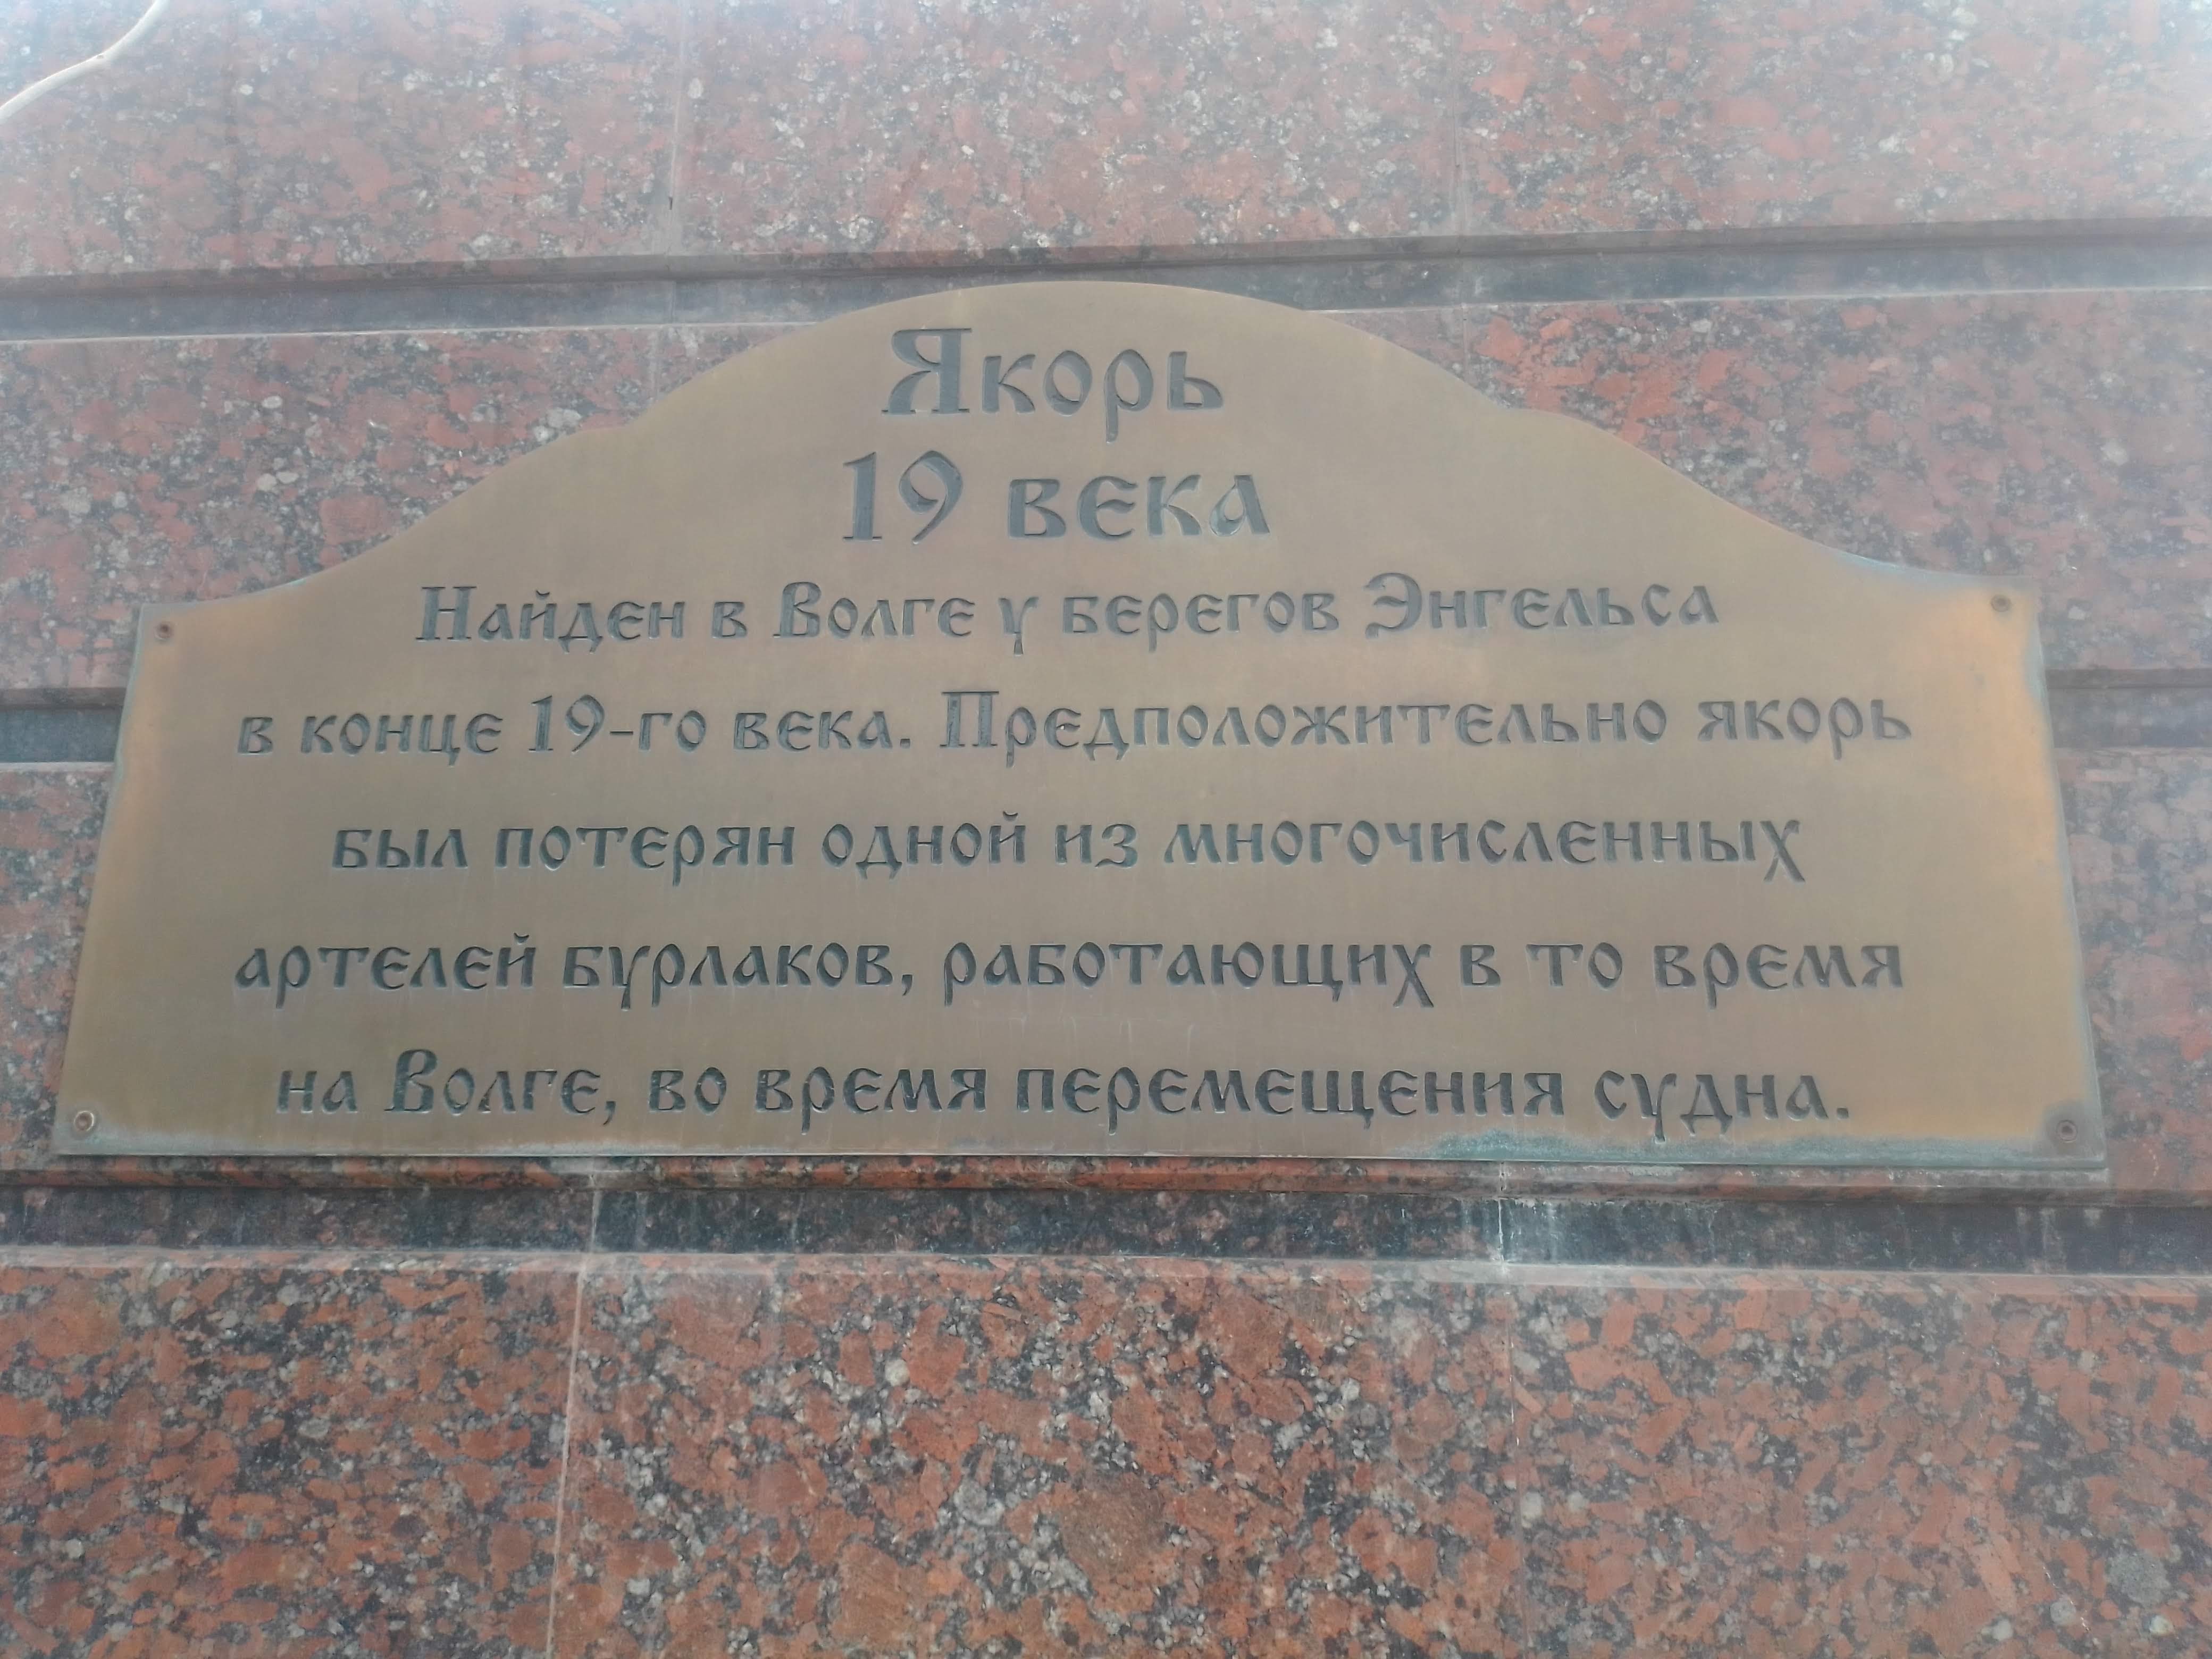 Якорь
19 века
Найден в Волге у берегов Энгельса
в конце 19-го века. Предположительно якорь
был потерян одной из многочисленных
артелей бурлаков, работающих в то время
на Волге, во время перемещения судна.